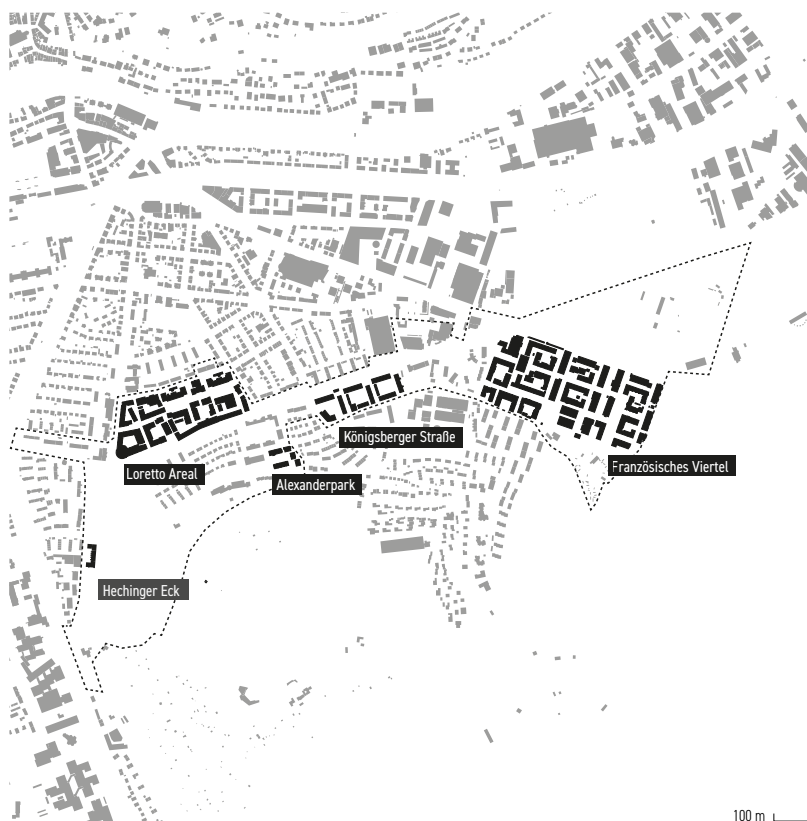 Königsberger Straße
Loretto Areal
Französisches Viertel
Alexanderpark
Hechinger Eck
100 m